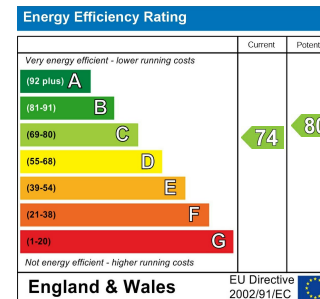 Energy Efficiency Rating
Current Potent
Very energy efficient - lower running costs
(92 plus) A
(81-91) B
(69-80) C
(55-68) D
(39-54) E
(21-38) F
(1-20) G
74 80
Not energy efficient - higher running costs
England & Wales
EU Directive
2002/91/EC